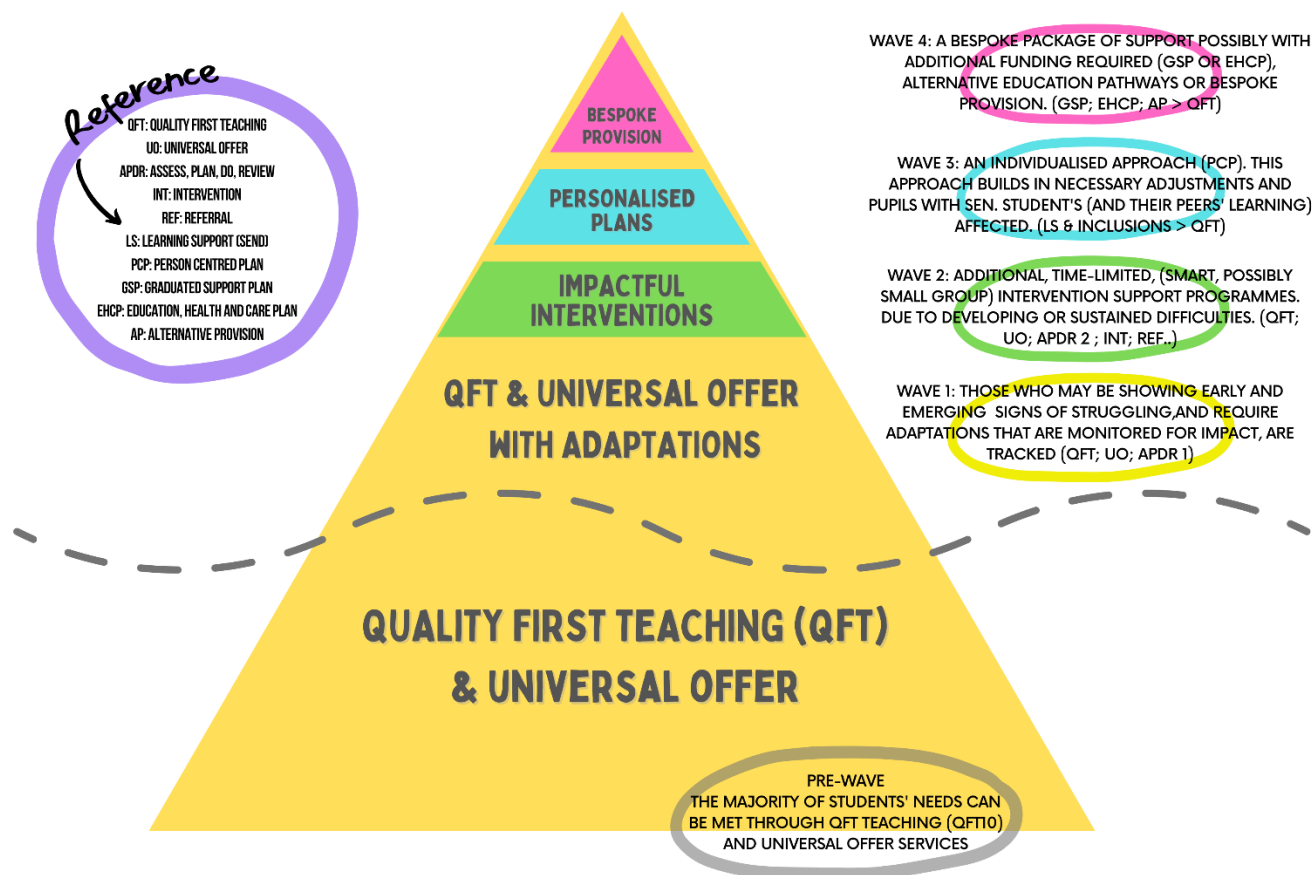 Reference
QFT: QUALITY FIRST TEACHING
UO: UNIVERSAL OFFER
APDR: ASSESS, PLAN, DO, REVIEW
INT: INTERVENTION
REF: REFERRAL
LS: LEARNING SUPPORT (SEND)
PCP: PERSON CENTRED PLAN
GSP: GRADUATED SUPPORT PLAN
EHCP: EDUCATION, HEALTH AND CARE PLAN
AP: ALTERNATIVE PROVISION
BESPOKE
PROVISION
PERSONALISED
PLANS
IMPACTFUL
INTERVENTIONS
QFT & UNIVERSAL OFFER
WITH ADAPTATIONS
QUALITY FIRST TEACHING (QFT)
& UNIVERSAL OFFER
WAVE 4: A BESPOKE PACKAGE OF SUPPORT POSSIBLY WITH
ADDITIONAL FUNDING REQUIRED (GSP OR EHCP),
ALTERNATIVE EDUCATION PATHWAYS OR BESPOKE
PROVISION. (GSP; EHCP; AP > QFT)
WAVE 3: AN INDIVIDUALISED APPROACH (PCP). THIS
APPROACH BUILDS IN NECESSARY ADJUSTMENTS AND
PUPILS WITH SEN. STUDENT'S (AND THEIR PEERS' LEARNING)
AFFECTED. (LS & INCLUSIONS > QFT)
WAVE 2: ADDITIONAL, TIME-LIMITED, (SMART, POSSIBLY
SMALL GROUP) INTERVENTION SUPPORT PROGRAMMES.
DUE TO DEVELOPING OR SUSTAINED DIFFICULTIES. (QFT;
UO; APDR 2 ; INT; REF..)
WAVE 1: THOSE WHO MAY BE SHOWING EARLY AND
EMERGING SIGNS OF STRUGGLING,AND REQUIRE
ADAPTATIONS THAT ARE MONITORED FOR IMPACT, ARE
TRACKED (QFT; UO; APDR 1)
PRE-WAVE
THE MAJORITY OF STUDENTS' NEEDS CAN
BE MET THROUGH QFT TEACHING (QFT10)
AND UNIVERSAL OFFER SERVICES